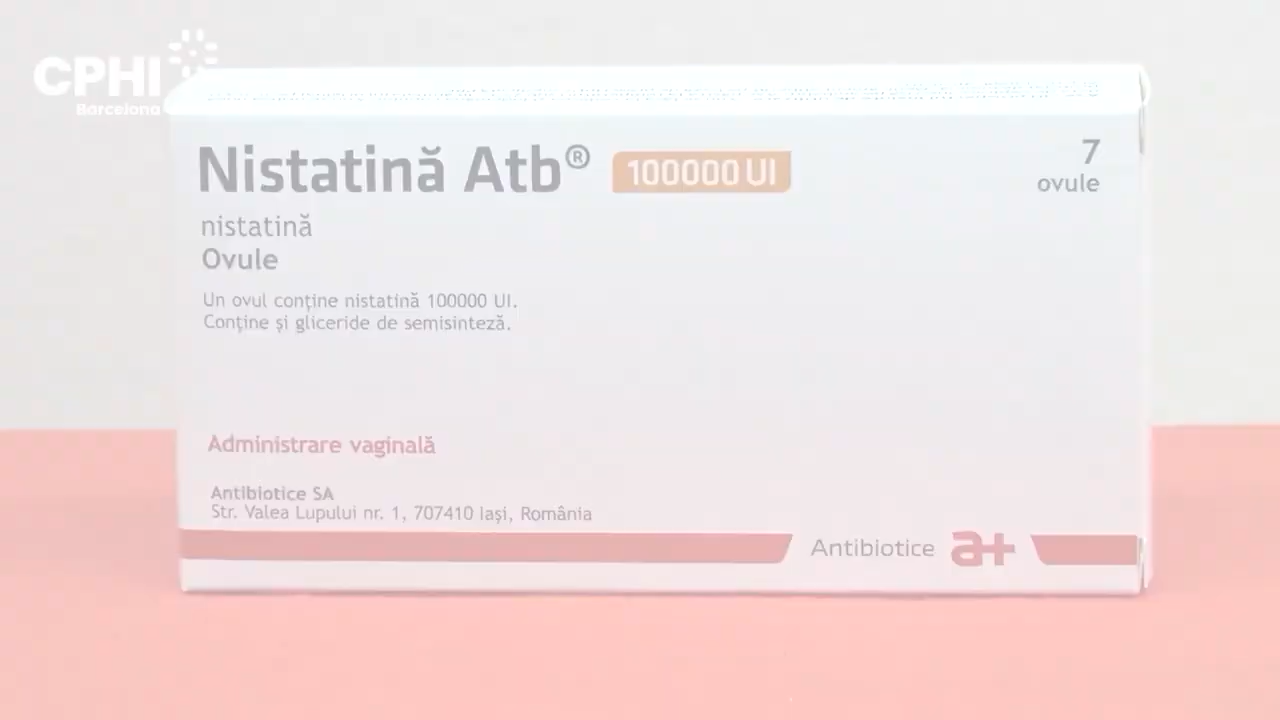 CPHI
Barcelona
Nistatină Atb® 100000 UI
7
ovule
nistatină
Ovule
Un ovul conține nistatină 100000 UI.
Conține și gliceride de semisinteză.
Administrare vaginală
Antibiotice SA
Str. Valea Lupului nr. 1, 707410 Iași, România
Antibiotice a+